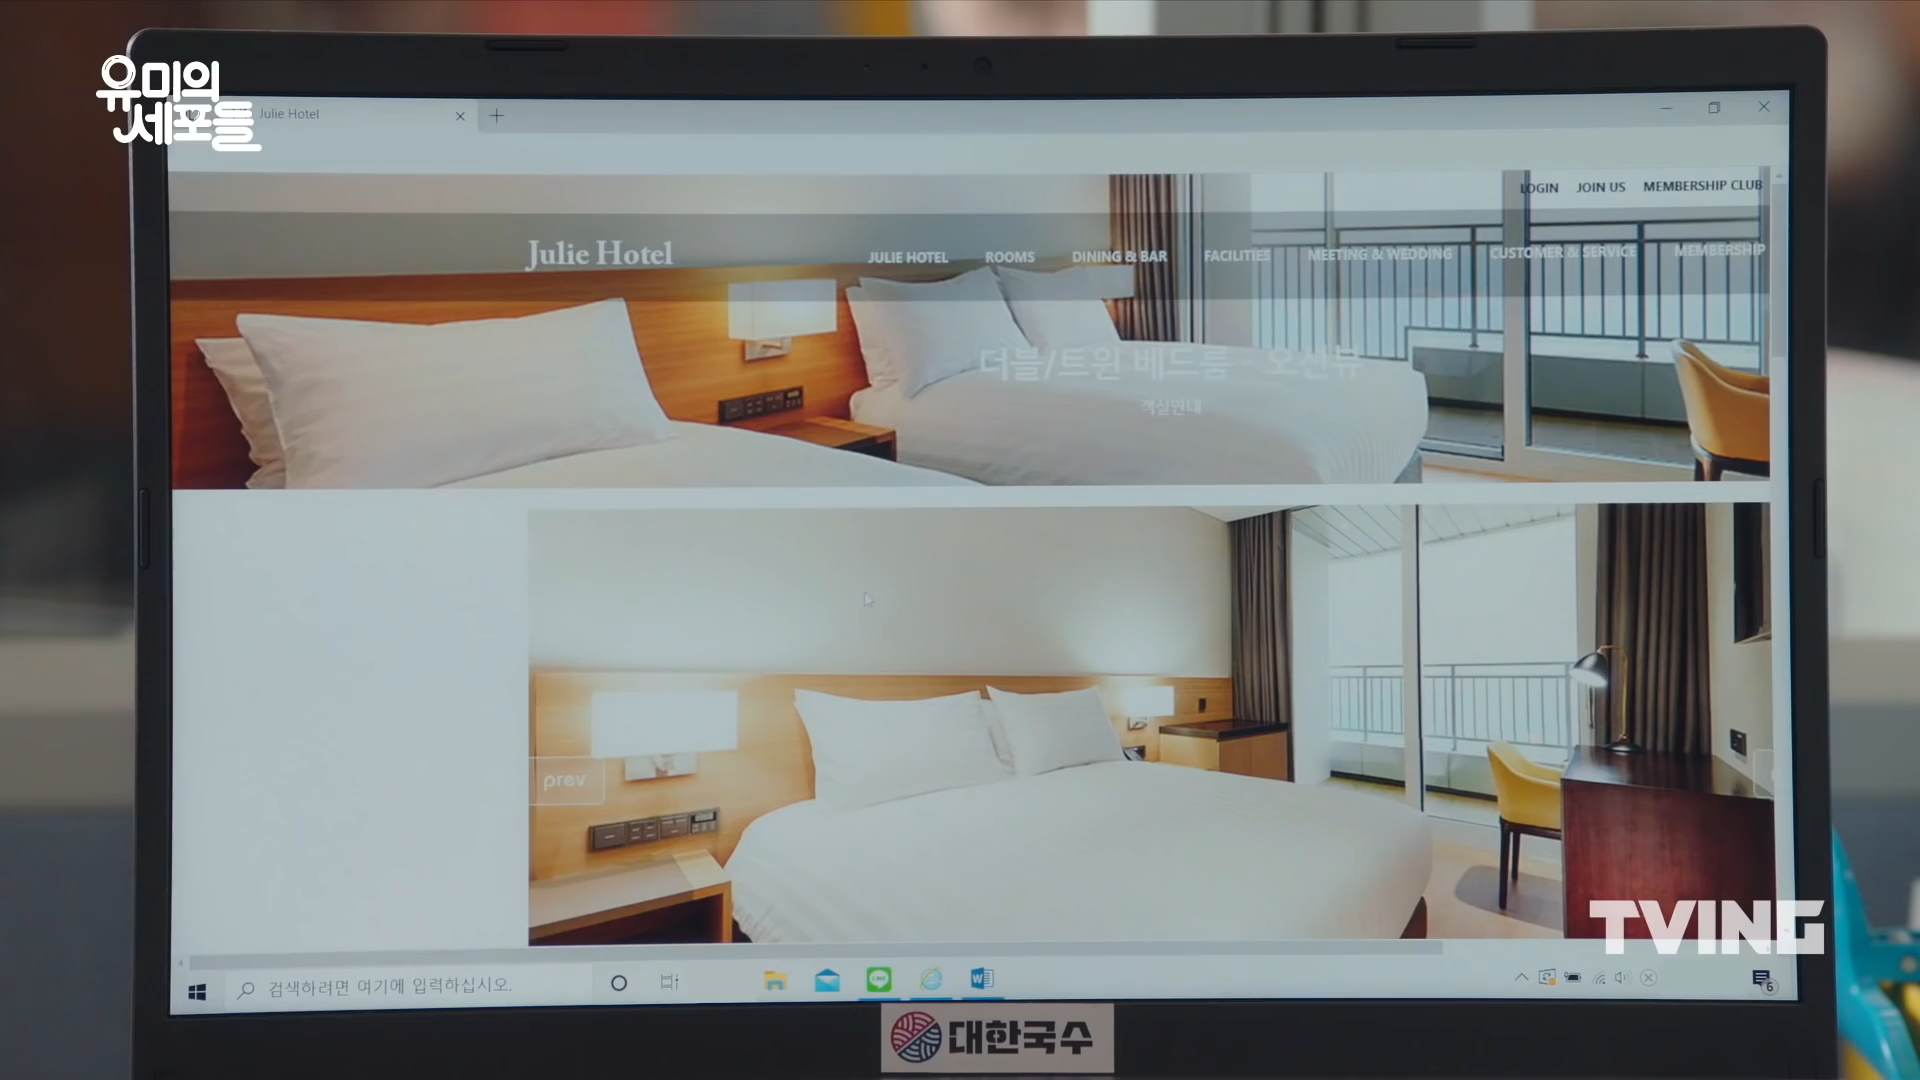 유미의
세포들
Julie Hotel
LOGIN JOIN US MEMBERSHIP CLUB
Julie Hotel
JULIE HOTEL ROOMS DINING & BAR FACILITIES MEETING & WEDDING CUSTOMER & SERVICE MEMBERSHIP
더블/트윈 베드룸 - 오션뷰
객실안내
prev
TVING
검색하려면 여기에 입력하십시오.
6
대한국수